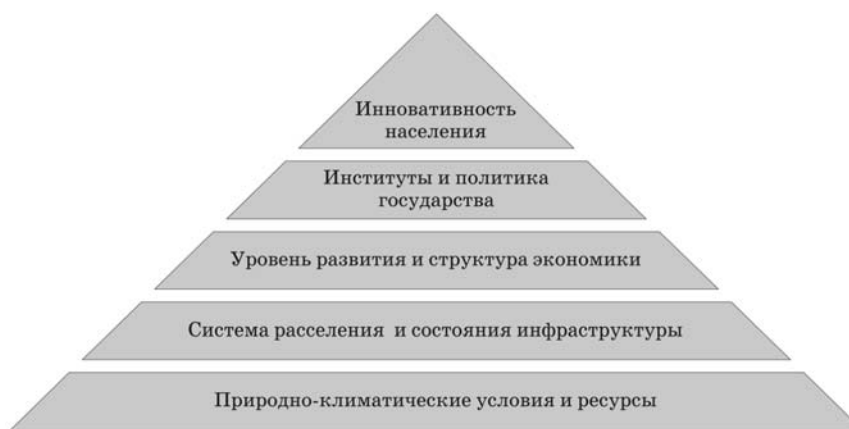 Инновативность
населения
Институты и политика
государства
Уровень развития и структура экономики
Система расселения и состояния инфраструктуры
Природно-климатические условия и ресурсы